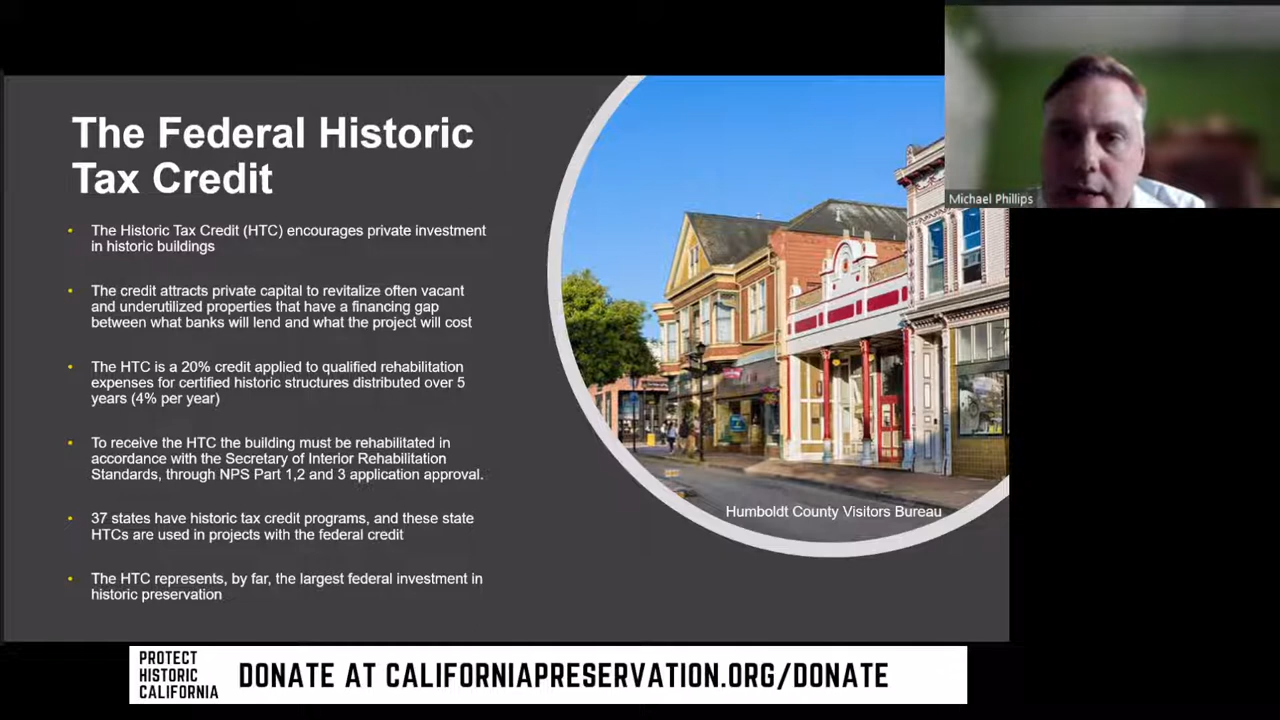 The Federal Historic
Tax Credit
• The Historic Tax Credit (HTC) encourages private investment
in historic buildings
• The credit attracts private capital to revitalize often vacant
and underutilized properties that have a financing gap
between what banks will lend and what the project will cost
• The HTC is a 20% credit applied to qualified rehabilitation
expenses for certified historic structures distributed over 5
years (4% per year)
• To receive the HTC the building must be rehabilitated in
accordance with the Secretary of Interior Rehabilitation
Standards, through NPS Part 1,2 and 3 application approval.
• 37 states have historic tax credit programs, and these state
HTCs are used in projects with the federal credit
• The HTC represents, by far, the largest federal investment in
historic preservation
Humboldt County Visitors Bureau
Michael Phillips
PROTECT
HISTORIC
CALIFORNIA
DONATE AT CALIFORNIAPRESERVATION.ORG/DONATE